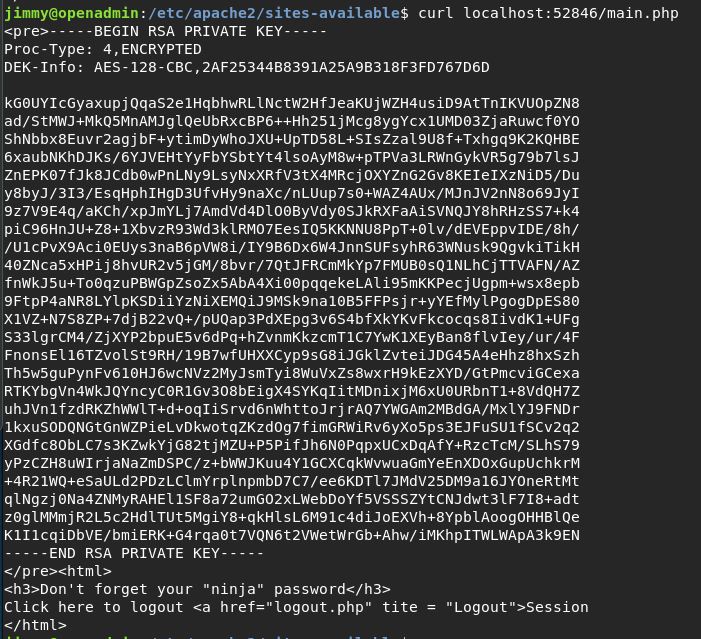 jimmy@openadmin:/etc/apache2/sites-available$ curl localhost:52846/main.php
<pre>-----BEGIN RSA PRIVATE KEY-----
Proc-Type: 4,ENCRYPTED
DEK-Info: AES-128-CBC,2AF25344B8391A25A9B318F3FD767D6D

kG0UYIcGyaxupjQqaS2e1HqbhwRLlNctW2HfJeaKUjWZH4usiD9AtTnIKVUOpZN8
ad/StMWJ+MkQ5MnAMJglQeUbRxcBP6++Hh251jMcg8ygYcx1UMD03ZjaRuwcf0YO
ShNbbx8Euvr2agjbF+ytimDyWhoJXU+UpTD58L+SIsZzal9U8f+Txhgq9K2KQHBE
6xaubNKhDJKs/6YJVEHtYyFbYSbtYt4lsoAyM8w+pTPVa3LRWnGykVR5g79b7lsJ
ZnEPK07fJk8JCdb0wPnLNy9LsyNxXRfV3tX4MRcjOXYZnG2Gv8KEIeIXzNiD5/Du
y8byJ/3I3/EsqHphIHgD3UfvHy9naXc/nLUup7s0+WAZ4AUx/MJnJV2nN8o69JyI
9z7V9E4q/aKCh/xpJmYLj7AmdVd4DlO0ByVdy0SJkRXFaAiSVNQJY8hRHzSS7+k4
piC96HnJU+Z8+1XbvzR93Wd3klRMO7EesIQ5KKNNU8PpT+0lv/dEVEppvIDE/8h/
/U1cPvX9Aci0EUys3naB6pVW8i/IY9B6Dx6W4JnnSUFsyhR63WNusk9QgvkiTikH
40ZNca5xHPij8hvUR2v5jGM/8bvr/7QtJFRCmMkYp7FMUB0sQ1NLhCjTTVAFN/AZ
fnWkJ5u+To0qzuPBWGpZsoZx5AbA4Xi00pqqekeLAli95mKKPecjUgpm+wsx8epb
9FtpP4aNR8LYlpKSDiiYzNiXEMQiJ9MSk9na10B5FFPsjr+yYEfMylPgogDpES80
X1VZ+N7S8ZP+7djB22vQ+/pUQap3PdXEpg3v6S4bfXkYKvFkcocqs8IivdK1+UFg
S33lgrCM4/ZjXYP2bpuE5v6dPq+hZvnmKkzcmT1C7YwK1XEyBan8flvIey/ur/4F
FnonsEl16TZvolSt9RH/19B7wfUHXXCyp9sG8iJGklZvteiJDG45A4eHhz8hxSzh
Th5w5guPynFv610HJ6wcNVz2MyJsmTyi8WuVxZs8wxrH9kEzXYD/GtPmcviGCexa
RTKYbgVn4WkJQYncyC0R1Gv3O8bEigX4SYKqIitMDnixjM6xU0URbnT1+8VdQH7Z
uhJVn1fzdRKZhWWlT+d+oqIiSrvd6nWhttoJrjrAQ7YWGAm2MBdGA/MxlYJ9FNDr
1kxuSODQNGtGnWZPieLvDkwotqZKzdOg7fimGRWiRv6yXo5ps3EJFuSU1fSCv2q2
XGdfc8ObLC7s3KZwkYjG82tjMZU+P5PifJh6N0PqpxUCxDqAfY+RzcTcM/SLhS79
yPzCZH8uWIrjaNaZmDSPC/z+bWWJKuu4Y1GCXCqkWvwuaGmYeEnXDOxGupUchkrM
+4R21WQ+eSaULd2PDzLClmYrplnpmbD7C7/ee6KDTl7JMdV25DM9a16JYOneRtMt
qlNgzj0Na4ZNMyRAHEl1SF8a72umGO2xLWebDoYf5VSSSZYtCNJdwt3lF7I8+adt
z0glMMmjR2L5c2HdlTUt5MgiY8+qkHlsL6M91c4diJoEXVh+8YpblAoogOHHBlQe
K1I1cqiDbVE/bmiERK+G4rqa0t7VQN6t2VWetWrGb+Ahw/iMKhpITWLWApA3k9EN
-----END RSA PRIVATE KEY-----
</pre><html>
<h3>Don't forget your "ninja" password</h3>
Click here to logout <a href="logout.php" tite = "Logout">Session
</html>